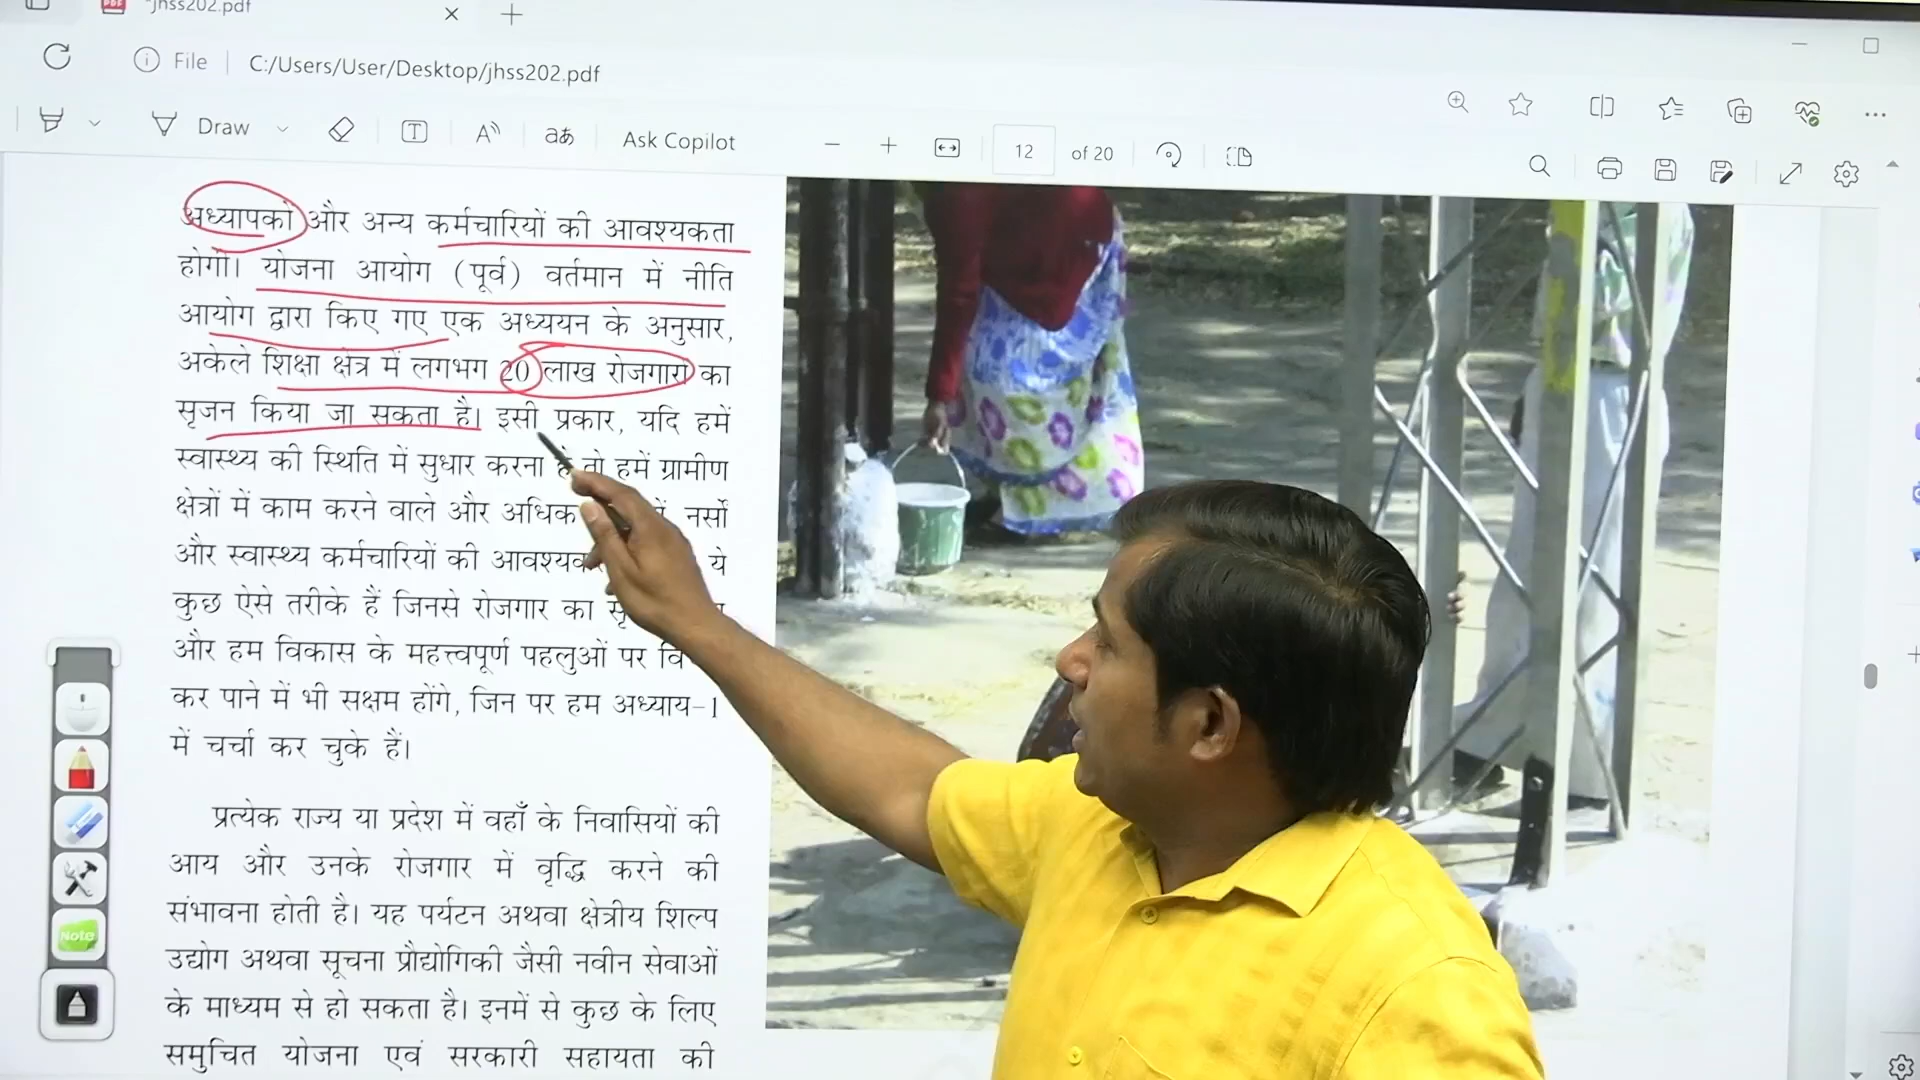 jhss202.pdf
File C:/Users/User/Desktop/jhss202.pdf
Draw Ask Copilot 12 of 20
अध्यापकों और अन्य कर्मचारियों की आवश्यकता
होगी। योजना आयोग (पूर्व) वर्तमान में नीति
आयोग द्वारा किए गए एक अध्ययन के अनुसार,
अकेले शिक्षा क्षेत्र में लगभग 20 लाख रोजगारों का
सृजन किया जा सकता है। इसी प्रकार, यदि हमें
स्वास्थ्य की स्थिति में सुधार करना है तो हमें ग्रामीण
क्षेत्रों में काम करने वाले और अधिक नर्सों
और स्वास्थ्य कर्मचारियों की ये
कुछ ऐसे तरीके हैं जिनसे रोजगार का
और हम विकास के महत्त्वपूर्ण पहलुओं पर
कर पाने में भी सक्षम होंगे, जिन पर हम अध्याय-1
में चर्चा कर चुके हैं।
प्रत्येक राज्य या प्रदेश में वहाँ के निवासियों की
आय और उनके रोजगार में वृद्धि करने की
संभावना होती है। यह पर्यटन अथवा क्षेत्रीय शिल्प
उद्योग अथवा सूचना प्रौद्योगिकी जैसी नवीन सेवाओं
के माध्यम से हो सकता है। इनमें से कुछ के लिए
समुचित योजना एवं सरकारी सहायता की
Note